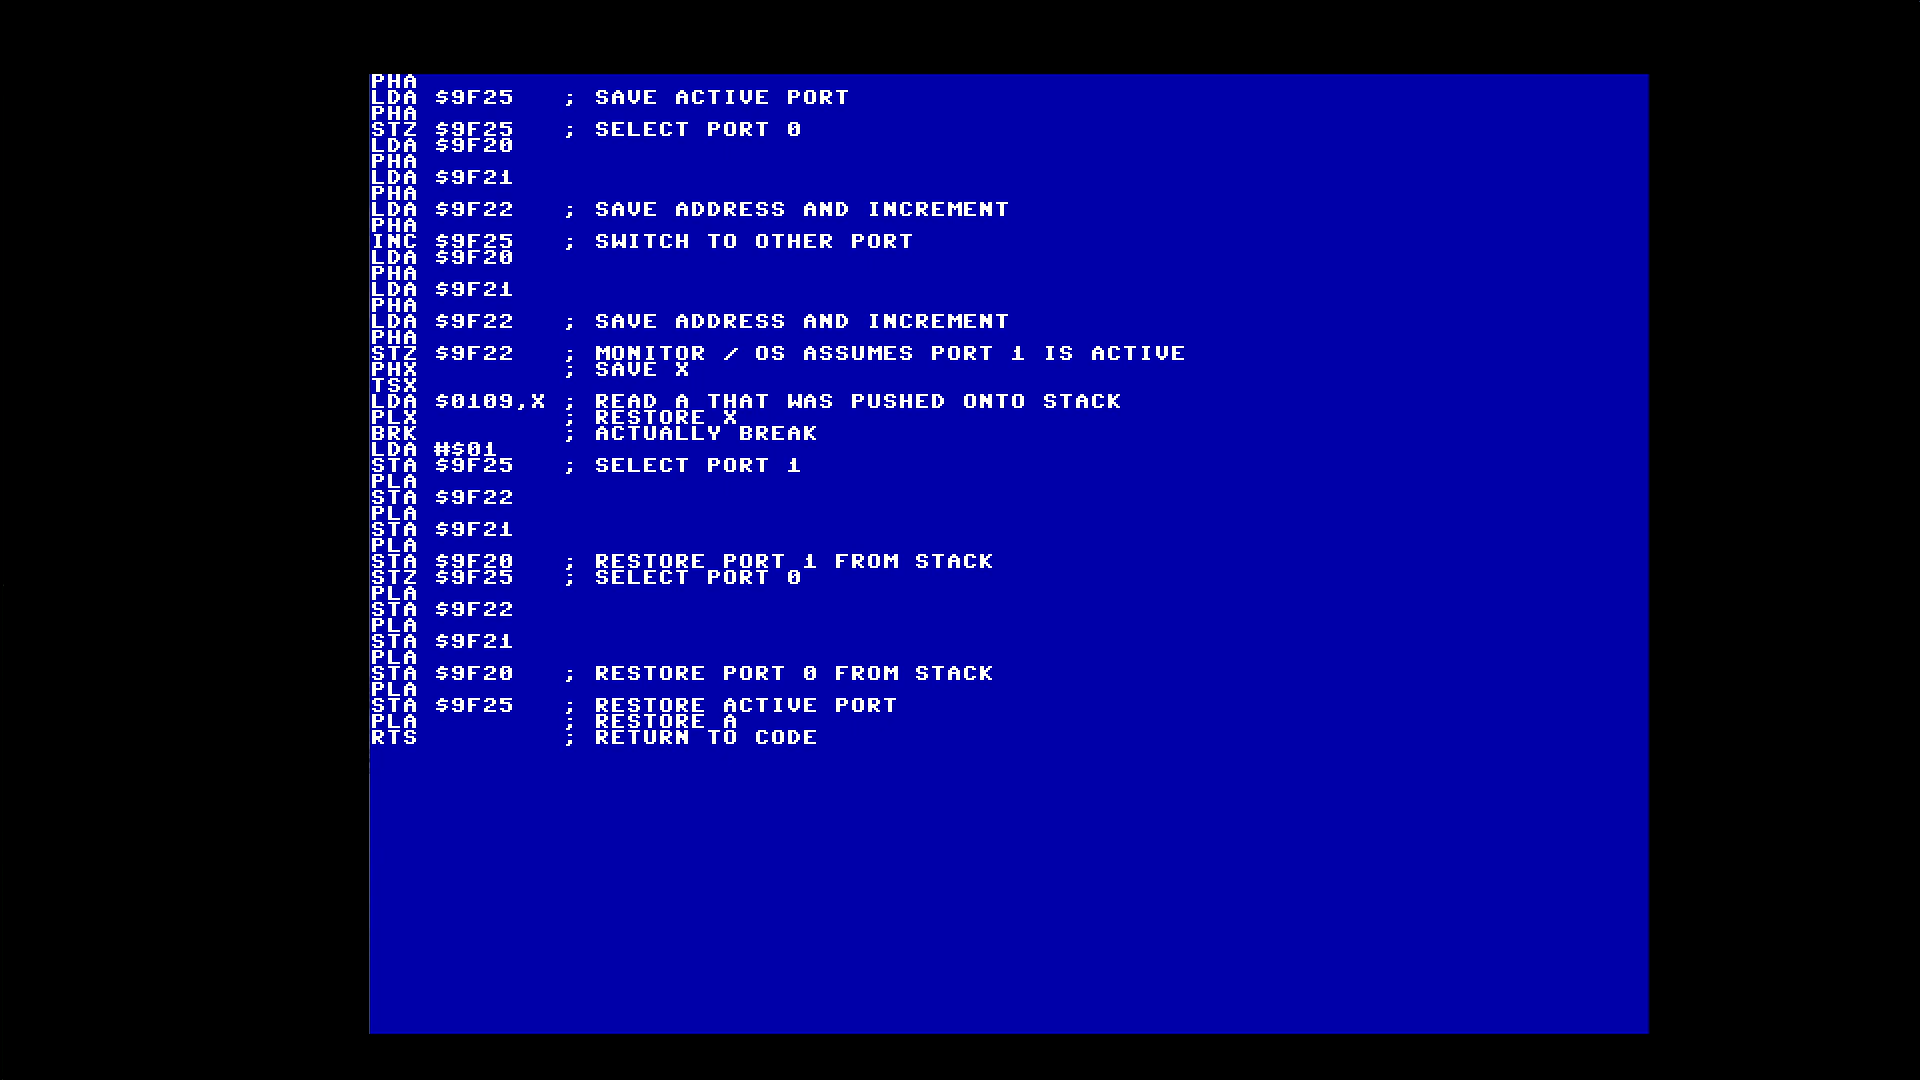 PHA
LDA $9F25   ; SAVE ACTIVE PORT
PHA
STZ $9F25   ; SELECT PORT 0
LDA $9F20
PHA
LDA $9F21
PHA
LDA $9F22   ; SAVE ADDRESS AND INCREMENT
PHA
INC $9F25   ; SWITCH TO OTHER PORT
LDA $9F20
PHA
LDA $9F21
PHA
LDA $9F22   ; SAVE ADDRESS AND INCREMENT
PHA
STZ $9F22   ; MONITOR / OS ASSUMES PORT 1 IS ACTIVE
PHX         ; SAVE X
TSX
LDA $0109,X ; READ A THAT WAS PUSHED ONTO STACK
PLX         ; RESTORE X
BRK         ; ACTUALLY BREAK
LDA #$01
STA $9F25   ; SELECT PORT 1
PLA
STA $9F22
PLA
STA $9F21
PLA
STA $9F20   ; RESTORE PORT 1 FROM STACK
STZ $9F25   ; SELECT PORT 0
PLA
STA $9F22
PLA
STA $9F21
PLA
STA $9F20   ; RESTORE PORT 0 FROM STACK
PLA
STA $9F25   ; RESTORE ACTIVE PORT
PLA         ; RESTORE A
RTS         ; RETURN TO CODE